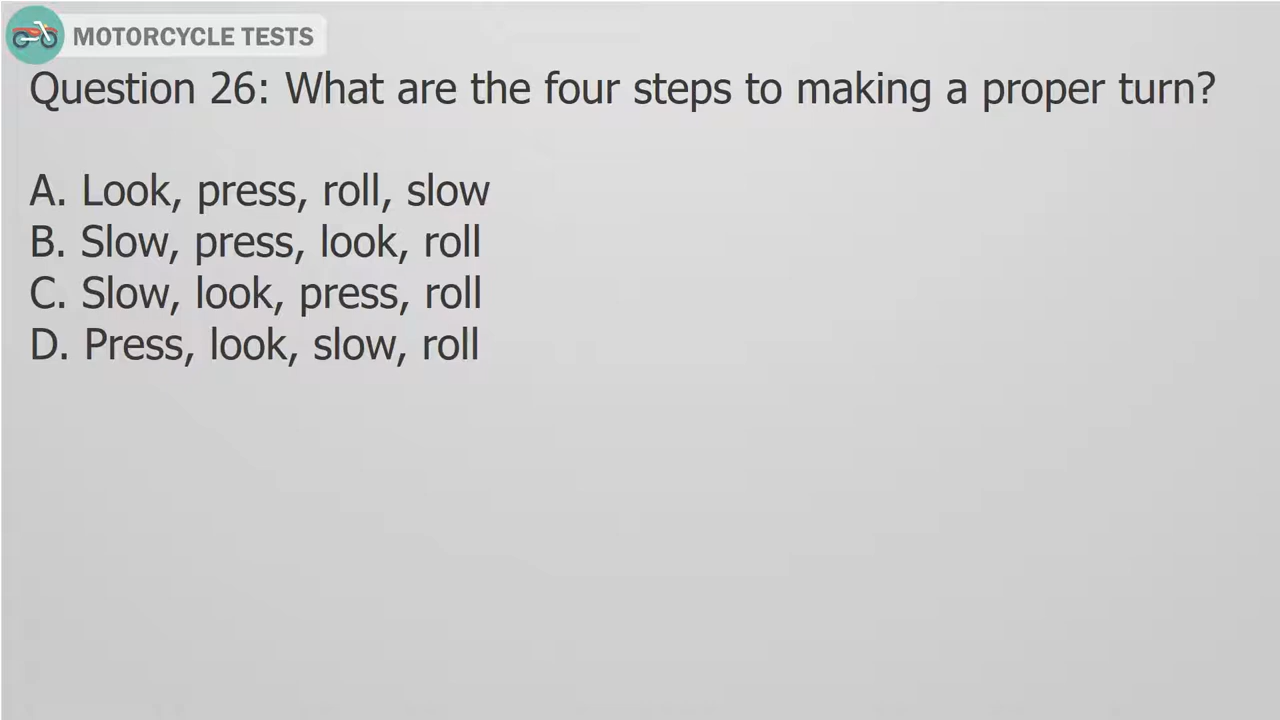 MOTORCYCLE TESTS
Question 26: What are the four steps to making a proper turn?
A. Look, press, roll, slow
B. Slow, press, look, roll
C. Slow, look, press, roll
D. Press, look, slow, roll